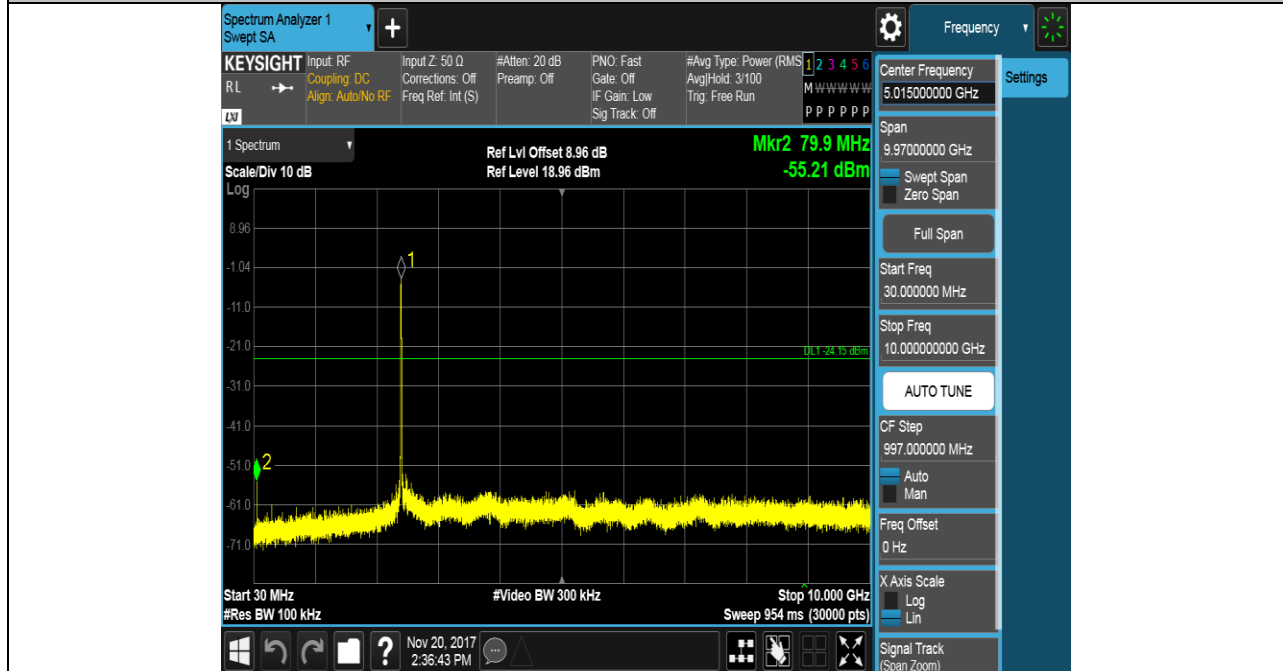 Spectrum Analyzer 1
Swept SA
+
Frequency
KEYSIGHT
RL
LXI
Input: RF
Coupling: DC
Align: Auto/No RF
Input Z: 50 Ω
Corrections: Off
Freq Ref: Int (S)
#Atten: 20 dB
Preamp: Off
PNO: Fast
Gate: Off
IF Gain: Low
Sig Track: Off
#Avg Type: Power (RMS
Avg|Hold: 3/100
Trig: Free Run
1 2 3 4 5 6
M W W W W W
P P P P P P
1 Spectrum
Scale/Div 10 dB
Log
Ref Lvl Offset 8.96 dB
Ref Level 18.96 dBm
Mkr2 79.9 MHz
-55.21 dBm
8.96
-1.04
-11.0
-21.0
-31.0
-41.0
-51.0
-61.0
-71.0
1
2
DL1 -24.15 dBm
Start 30 MHz
#Res BW 100 kHz
#Video BW 300 kHz
Stop 10.000 GHz
Sweep 954 ms (30000 pts)
?
Nov 20, 2017
2:36:43 PM
Center Frequency
5.015000000 GHz
Settings
Span
9.97000000 GHz
Swept Span
Zero Span
Full Span
Start Freq
30.000000 MHz
Stop Freq
10.000000000 GHz
AUTO TUNE
CF Step
997.000000 MHz
Auto
Man
Freq Offset
0 Hz
X Axis Scale
Log
Lin
Signal Track
(Span Zoom)